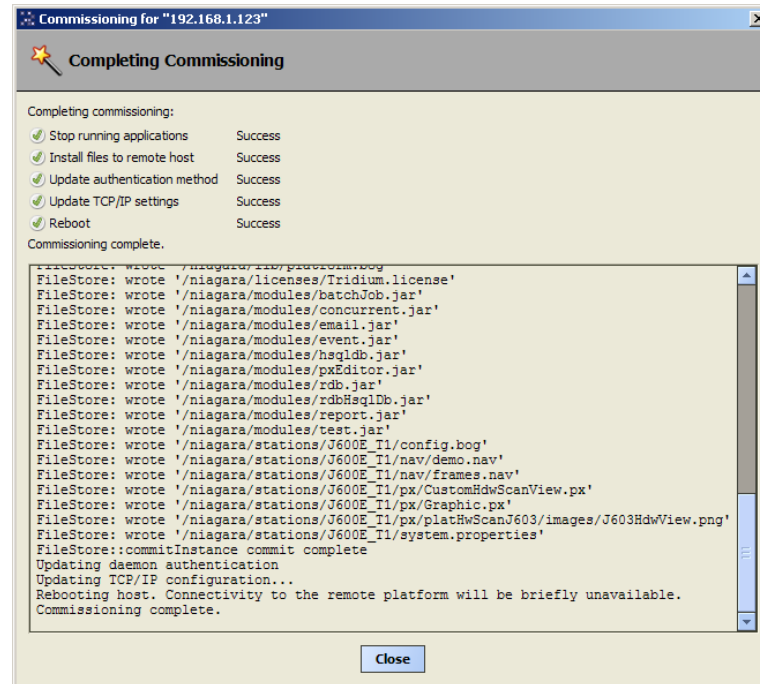 Commissioning for "192.168.1.123"
Completing Commissioning
Completing commissioning:
Stop running applications Success
Install files to remote host Success
Update authentication method Success
Update TCP/IP settings Success
Reboot Success
Commissioning complete.
FileStore: wrote '/niagara/lib/platform.bog'
FileStore: wrote '/niagara/licenses/Tridium.license'
FileStore: wrote '/niagara/modules/batchJob.jar'
FileStore: wrote '/niagara/modules/concurrent.jar'
FileStore: wrote '/niagara/modules/email.jar'
FileStore: wrote '/niagara/modules/event.jar'
FileStore: wrote '/niagara/modules/hsqldb.jar'
FileStore: wrote '/niagara/modules/pxEditor.jar'
FileStore: wrote '/niagara/modules/rdb.jar'
FileStore: wrote '/niagara/modules/rdbHsqlDb.jar'
FileStore: wrote '/niagara/modules/report.jar'
FileStore: wrote '/niagara/modules/test.jar'
FileStore: wrote '/niagara/stations/J600E_T1/config.bog'
FileStore: wrote '/niagara/stations/J600E_T1/nav/demo.nav'
FileStore: wrote '/niagara/stations/J600E_T1/nav/frames.nav'
FileStore: wrote '/niagara/stations/J600E_T1/px/CustomHdwScanView.px'
FileStore: wrote '/niagara/stations/J600E_T1/px/Graphic.px'
FileStore: wrote '/niagara/stations/J600E_T1/px/platHwScanJ603/images/J603HdwView.png'
FileStore: wrote '/niagara/stations/J600E_T1/system.properties'
FileStore::commitInstance commit complete
Updating daemon authentication
Updating TCP/IP configuration...
Rebooting host. Connectivity to the remote platform will be briefly unavailable.
Commissioning complete.
Close